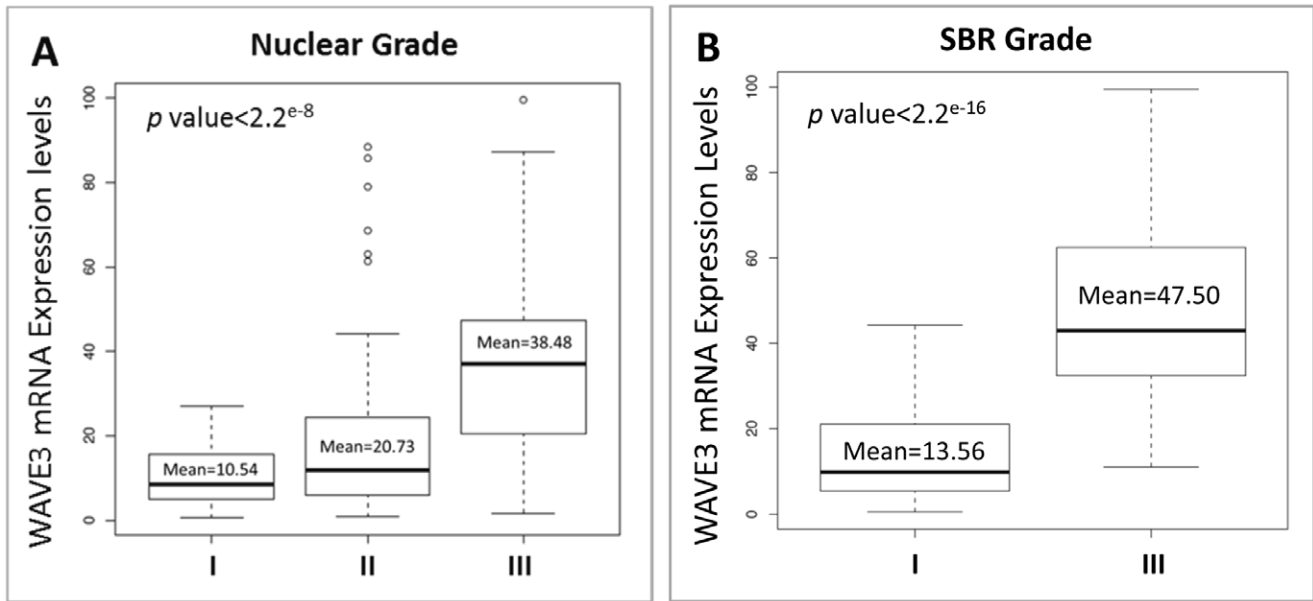 A
Nuclear Grade
p value<2.2e-8
WAVE3 mRNA Expression levels
100
80
60
40
20
0
Mean=10.54
Mean=20.73
Mean=38.48
I
II
III
B
SBR Grade
p value<2.2e-16
WAVE3 mRNA Expression Levels
100
80
60
40
20
0
Mean=13.56
Mean=47.50
I
III